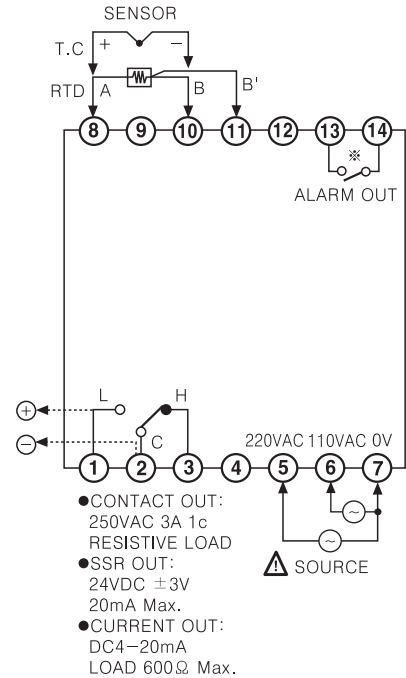 SENSOR
T.C + −
RTD A B B'
8 9 10 11 12 13 14
※
ALARM OUT
L H
+
−
C
220VAC 110VAC 0V
1 2 3 4 5 6 7
●CONTACT OUT:
250VAC 3A 1c
RESISTIVE LOAD
●SSR OUT:
24VDC ±3V
20mA Max.
●CURRENT OUT:
DC4−20mA
LOAD 600Ω Max.
~
~
⚠ SOURCE